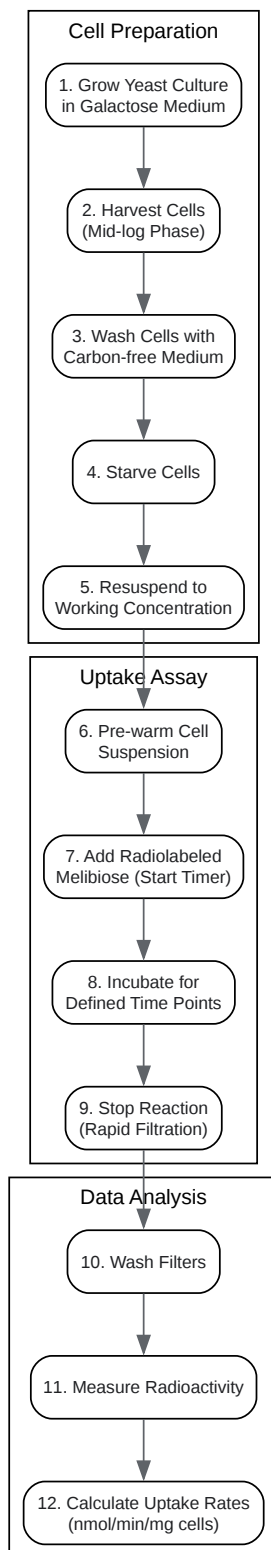 Cell Preparation
1. Grow Yeast Culture
in Galactose Medium
2. Harvest Cells
(Mid-log Phase)
3. Wash Cells with
Carbon-free Medium
4. Starve Cells
5. Resuspend to
Working Concentration
Uptake Assay
6. Pre-warm Cell
Suspension
7. Add Radiolabeled
Melibiose (Start Timer)
8. Incubate for
Defined Time Points
9. Stop Reaction
(Rapid Filtration)
Data Analysis
10. Wash Filters
11. Measure Radioactivity
12. Calculate Uptake Rates
(nmol/min/mg cells)